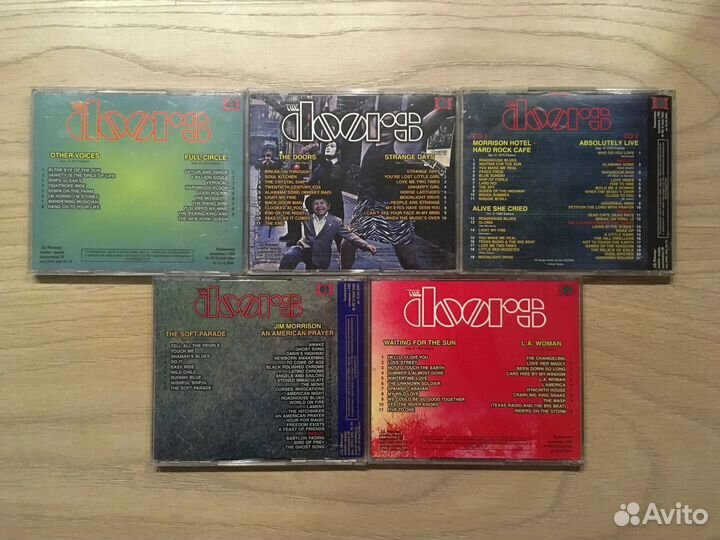 THE
doors
OTHER VOICES
FULL CIRCLE
IN THE EYE OF THE SUN
VARIETY IS THE SPICE OF LIFE
SHIPS w/ SAILS
TIGHTROPE RIDE
DOWN ON THE FARM
I'M HORNY, I'M STONED
WANDERING MUSICIAN
HANG ON TO YOUR LIFE
GET UP AND DANCE
4 BILLION SOULS
HARDWOOD FLOOR
GOOD ROCKIN'
THE MOSQUITO
THE PIANO BIRD
IT SLIPPED MY MIND
THE PEKING KING AND
THE NEW YORK QUEEN
THE
doors
THE DOORS
STRANGE DAYS
BREAK ON THROUGH
SOUL KITCHEN
THE CRYSTAL SHIP
TWENTIETH CENTURY FOX
ALABAMA SONG (WHISKY BAR)
LIGHT MY FIRE
BACK DOOR MAN
I LOOKED AT YOU
END OF THE NIGHT
TAKE IT AS IT COMES
THE END
STRANGE DAYS
YOU'RE LOST LITTLE GIRL
LOVE ME TWO TIMES
UNHAPPY GIRL
HORSE LATITUDES
MOONLIGHT DRIVE
PEOPLE ARE STRANGE
MY EYES HAVE SEEN YOU
I CAN'T SEE YOUR FACE IN MY MIND
WHEN THE MUSIC'S OVER
THE
doors
CD 1
CD 2
MORRISON HOTEL -
HARD ROCK CAFE
ABSOLUTELY LIVE
ROADHOUSE BLUES
WAITING FOR THE SUN
YOU MAKE ME REAL
PEACE FROG
BLUE SUNDAY
SHIP OF FOOLS
THE SPY
QUEEN OF THE HIGHWAY
INDIAN SUMMER
MAGGIE M'GILL
WHO DO YOU LOVE
ALABAMA SONG
BACKDOOR MAN
LOVE HIDES
FIVE TO ONE
BUILD ME A WOMAN
WHEN THE MUSIC'S OVER
CLOSE TO YOU
UNIVERSAL MIND
PETITION THE LORD WITH PRAYER
DEAD CATS, DEAD RATS
BREAK ON THRU, #2
LIONS IN THE STREET
WAKE UP
A LITTLE GAME
THE HILL DWELLERS
NOT TO TOUCH THE EARTH
NAMES OF THE KINGDOM
THE PALACE OF EXILE
SOUL KITCHEN
UNKNOWN SOLDIER
ALIVE SHE CRIED
ROADHOUSE BLUES
GLORIA
LIGHT MY FIRE
YOU MAKE ME REAL
TEXAS RADIO & THE BIG BEAT
LOVE ME TWO TIMES
LITTLE RED ROOSTER
MOONLIGHT DRIVE
THE
doors
THE SOFT PARADE
JIM MORRISON
AN AMERICAN PRAYER
TELL ALL THE PEOPLE
TOUCH ME
SHAMAN'S BLUES
DO IT
EASY RIDE
WILD CHILD
RUNNIN' BLUE
WISHFUL SINFUL
THE SOFT PARADE
AWAKE
GHOST SONG
DAWN'S HIGHWAY
NEWBORN AWAKENING
TO COME OF AGE
BLACK POLISHED CHROME
LATINO CHROME
ANGELS AND SAILORS
STONED IMMACULATE
THE MOVIE
CURSES, INVOCATIONS
AMERICAN NIGHT
ROADHOUSE BLUES
WORLD ON FIRE
LAMENT
THE HITCHHIKER
AN AMERICAN PRAYER
HOUR FOR MAGIC
FREEDOM EXISTS
A FEAST OF FRIENDS
BABYLON FADING
BIRD OF PREY
THE GHOST SONG
THE
doors
WAITING FOR THE SUN
L.A. WOMAN
HELLO, I LOVE YOU
LOVE STREET
NOT TO TOUCH THE EARTH
SUMMER'S ALMOST GONE
WINTERTIME LOVE
THE UNKNOWN SOLDIER
SPANISH CARAVAN
MY WILD LOVE
WE COULD BE SO GOOD TOGETHER
YES, THE RIVER KNOWS
FIVE TO ONE
THE CHANGELING
LOVE HER MADLY
BEEN DOWN SO LONG
CARS HISS BY MY WINDOW
L.A. WOMAN
L'AMERICA
HYACINTH HOUSE
CRAWLING KING SNAKE
THE WASP
(TEXAS RADIO AND THE BIG BEAT)
RIDERS ON THE STORM
Avito